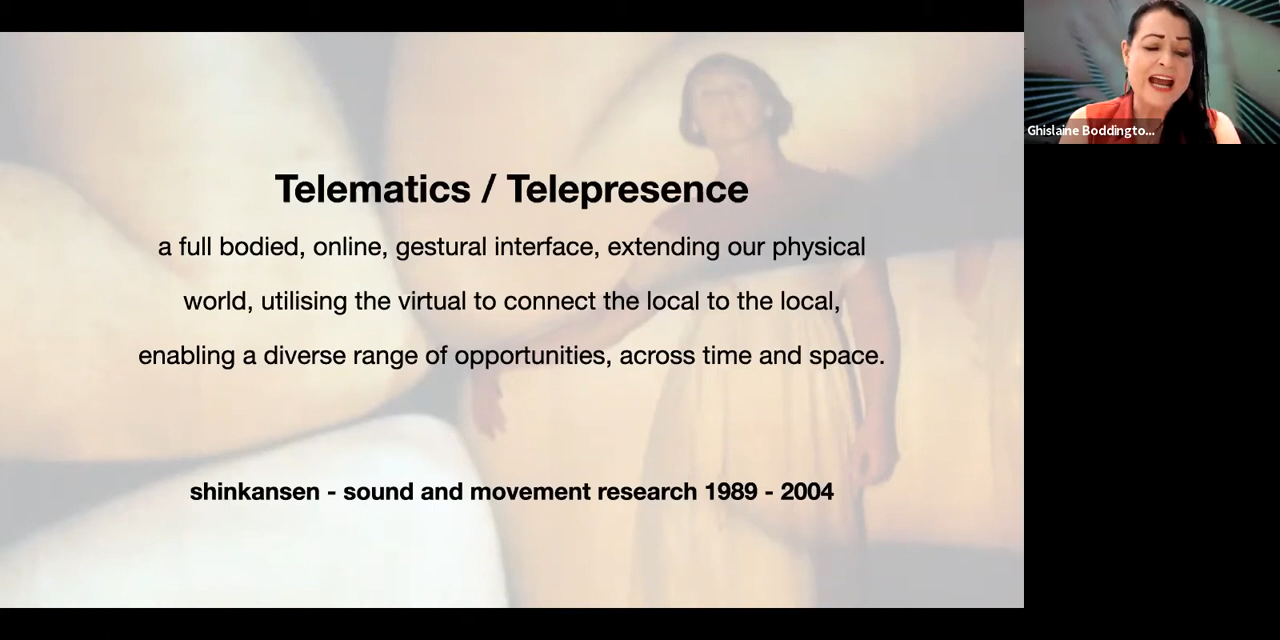 Telematics / Telepresence
a full bodied, online, gestural interface, extending our physical
world, utilising the virtual to connect the local to the local,
enabling a diverse range of opportunities, across time and space.
shinkansen - sound and movement research 1989 - 2004
Ghislaine Boddingto...